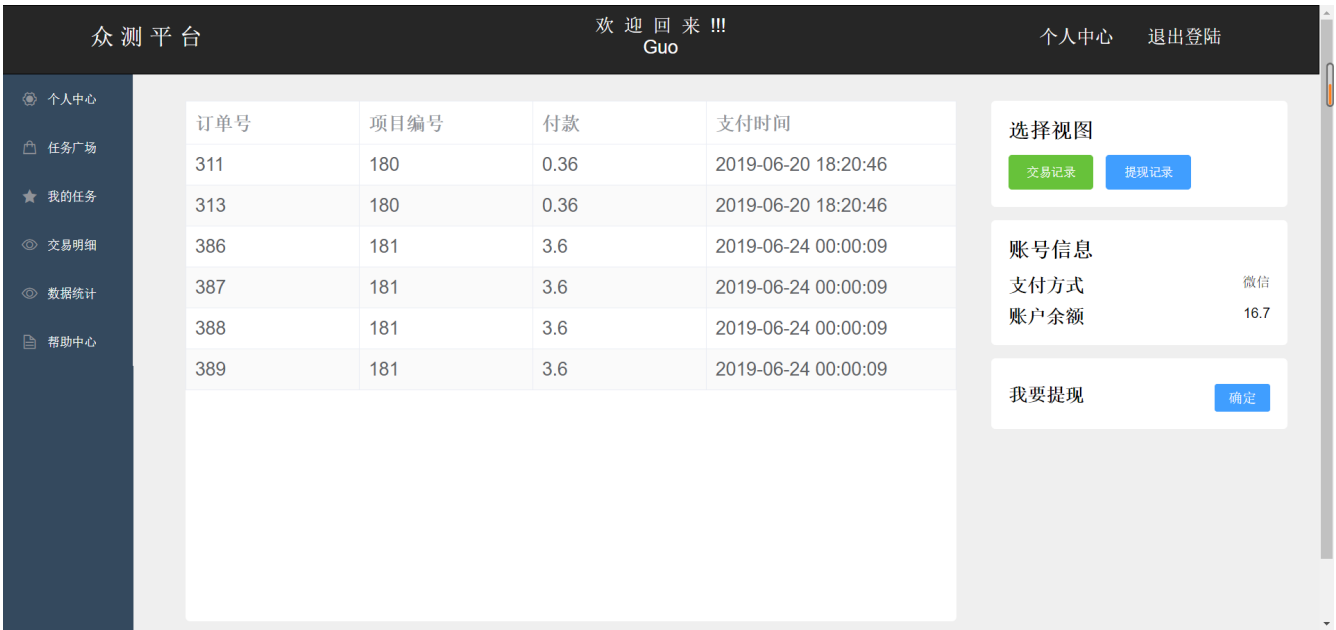 众测平台
欢 迎 回 来 !!!
Guo
个人中心 退出登陆
个人中心
任务广场
我的任务
交易明细
数据统计
帮助中心
订单号 项目编号 付款 支付时间
311 180 0.36 2019-06-20 18:20:46
313 180 0.36 2019-06-20 18:20:46
386 181 3.6 2019-06-24 00:00:09
387 181 3.6 2019-06-24 00:00:09
388 181 3.6 2019-06-24 00:00:09
389 181 3.6 2019-06-24 00:00:09
选择视图
交易记录 提现记录
账号信息
支付方式 微信
账户余额 16.7
我要提现 确定